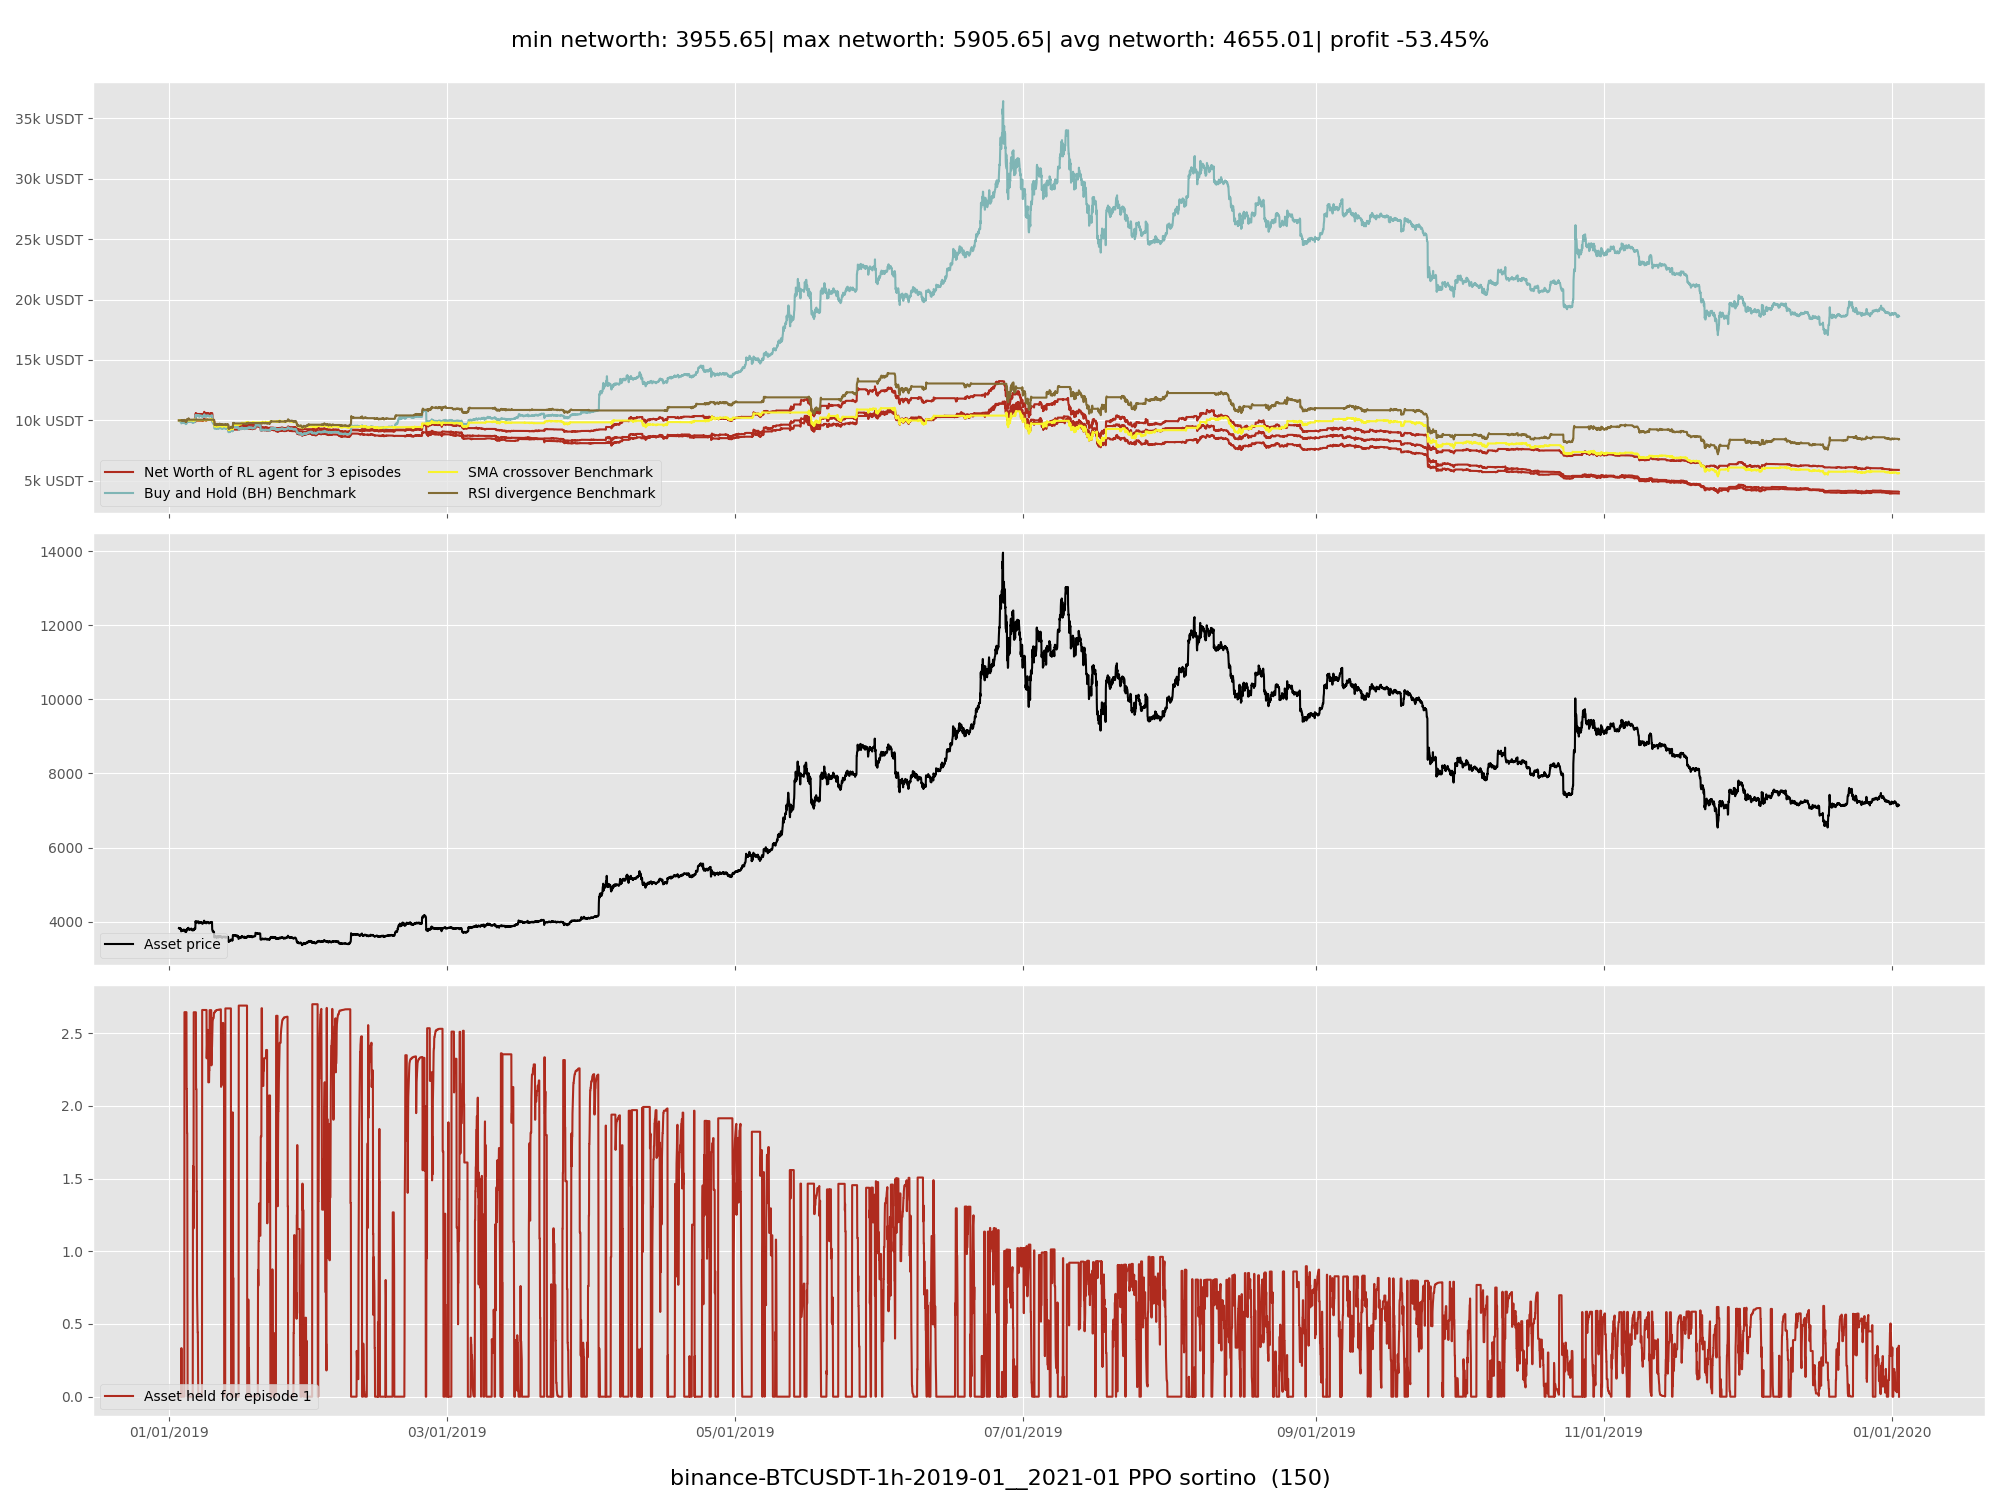 min networth: 3955.65| max networth: 5905.65| avg networth: 4655.01| profit -53.45%
35k USDT
30k USDT
25k USDT
20k USDT
15k USDT
10k USDT
5k USDT
Net Worth of RL agent for 3 episodes
Buy and Hold (BH) Benchmark
SMA crossover Benchmark
RSI divergence Benchmark
14000
12000
10000
8000
6000
4000
Asset price
2.5
2.0
1.5
1.0
0.5
0.0
Asset held for episode 1
01/01/2019 03/01/2019 05/01/2019 07/01/2019 09/01/2019 11/01/2019 01/01/2020
binance-BTCUSDT-1h-2019-01__2021-01 PPO sortino  (150)